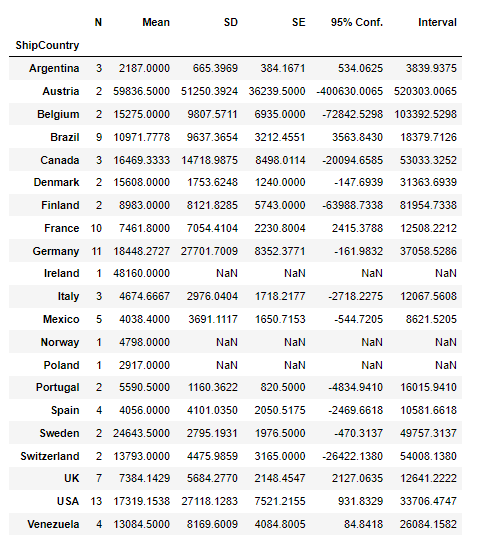 N Mean SD SE 95% Conf. Interval
ShipCountry
Argentina 3 2187.0000 665.3969 384.1671 534.0625 3839.9375
Austria 2 59836.5000 51250.3924 36239.5000 -400630.0065 520303.0065
Belgium 2 15275.0000 9807.5711 6935.0000 -72842.5298 103392.5298
Brazil 9 10971.7778 9637.3654 3212.4551 3563.8430 18379.7126
Canada 3 16469.3333 14718.9875 8498.0114 -20094.6585 53033.3252
Denmark 2 15608.0000 1753.6248 1240.0000 -147.6939 31363.6939
Finland 2 8983.0000 8121.8285 5743.0000 -63988.7338 81954.7338
France 10 7461.8000 7054.4104 2230.8004 2415.3788 12508.2212
Germany 11 18448.2727 27701.7009 8352.3771 -161.9832 37058.5286
Ireland 1 48160.0000 NaN NaN NaN NaN
Italy 3 4674.6667 2976.0404 1718.2177 -2718.2275 12067.5608
Mexico 5 4038.4000 3691.1117 1650.7153 -544.7205 8621.5205
Norway 1 4798.0000 NaN NaN NaN NaN
Poland 1 2917.0000 NaN NaN NaN NaN
Portugal 2 5590.5000 1160.3622 820.5000 -4834.9410 16015.9410
Spain 4 4056.0000 4101.0350 2050.5175 -2469.6618 10581.6618
Sweden 2 24643.5000 2795.1931 1976.5000 -470.3137 49757.3137
Switzerland 2 13793.0000 4475.9859 3165.0000 -26422.1380 54008.1380
UK 7 7384.1429 5684.2770 2148.4547 2127.0635 12641.2222
USA 13 17319.1538 27118.1283 7521.2155 931.8329 33706.4747
Venezuela 4 13084.5000 8169.6009 4084.8005 84.8418 26084.1582